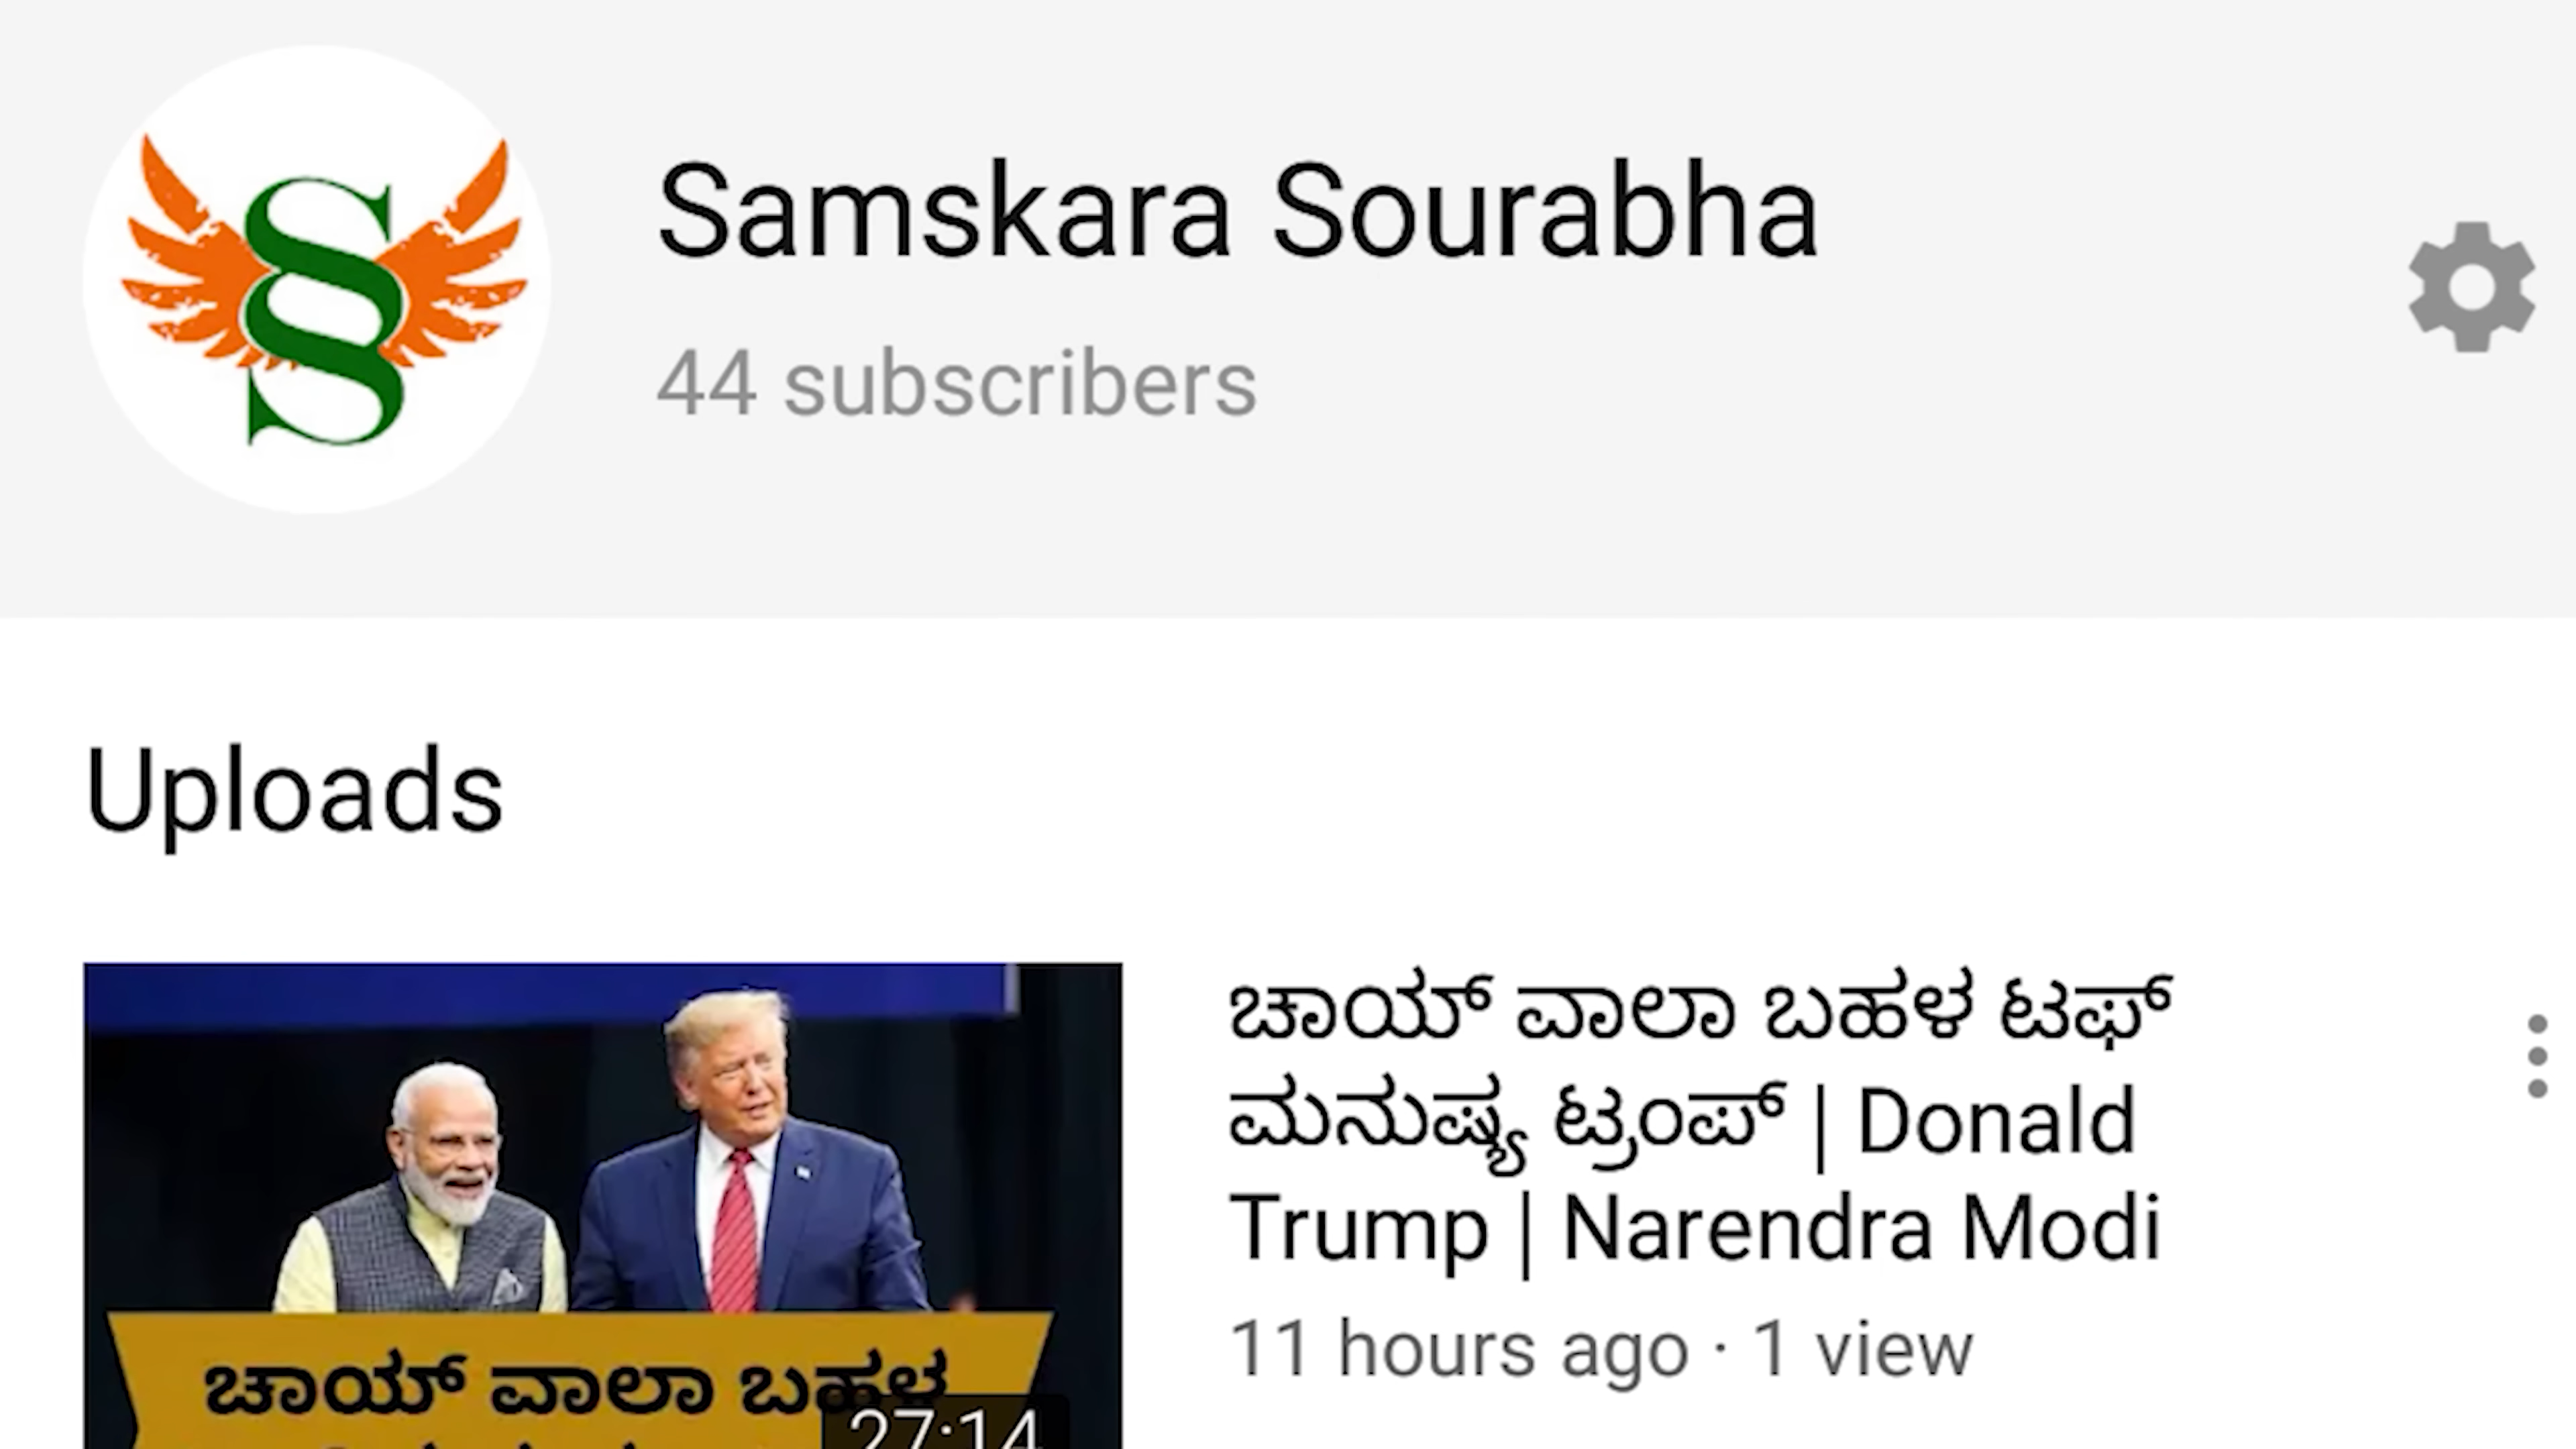 Samskara Sourabha
44 subscribers
Uploads
ಚಾಯ್ ವಾಲಾ ಬಹಳ ಟಫ್
ಮನುಷ್ಯ ಟ್ರಂಪ್ | Donald
Trump | Narendra Modi
11 hours ago · 1 view
ಚಾಯ್ ವಾಲಾ ಬಹಳ
27:14